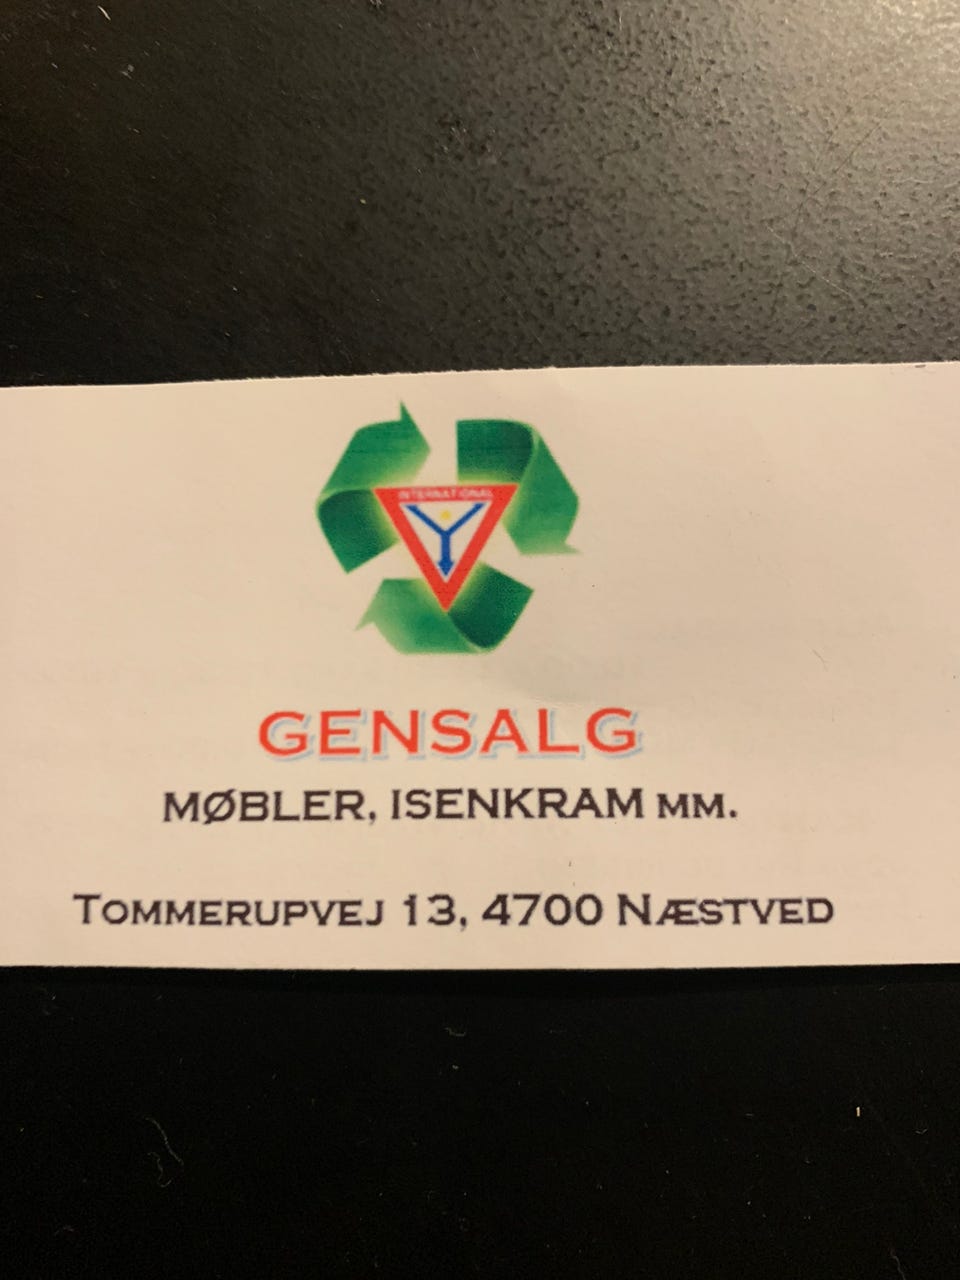 INTERNATIONAL
Y
GENSALG
MØBLER, ISENKRAM MM.
TOMMERUPVEJ 13, 4700 NÆSTVED